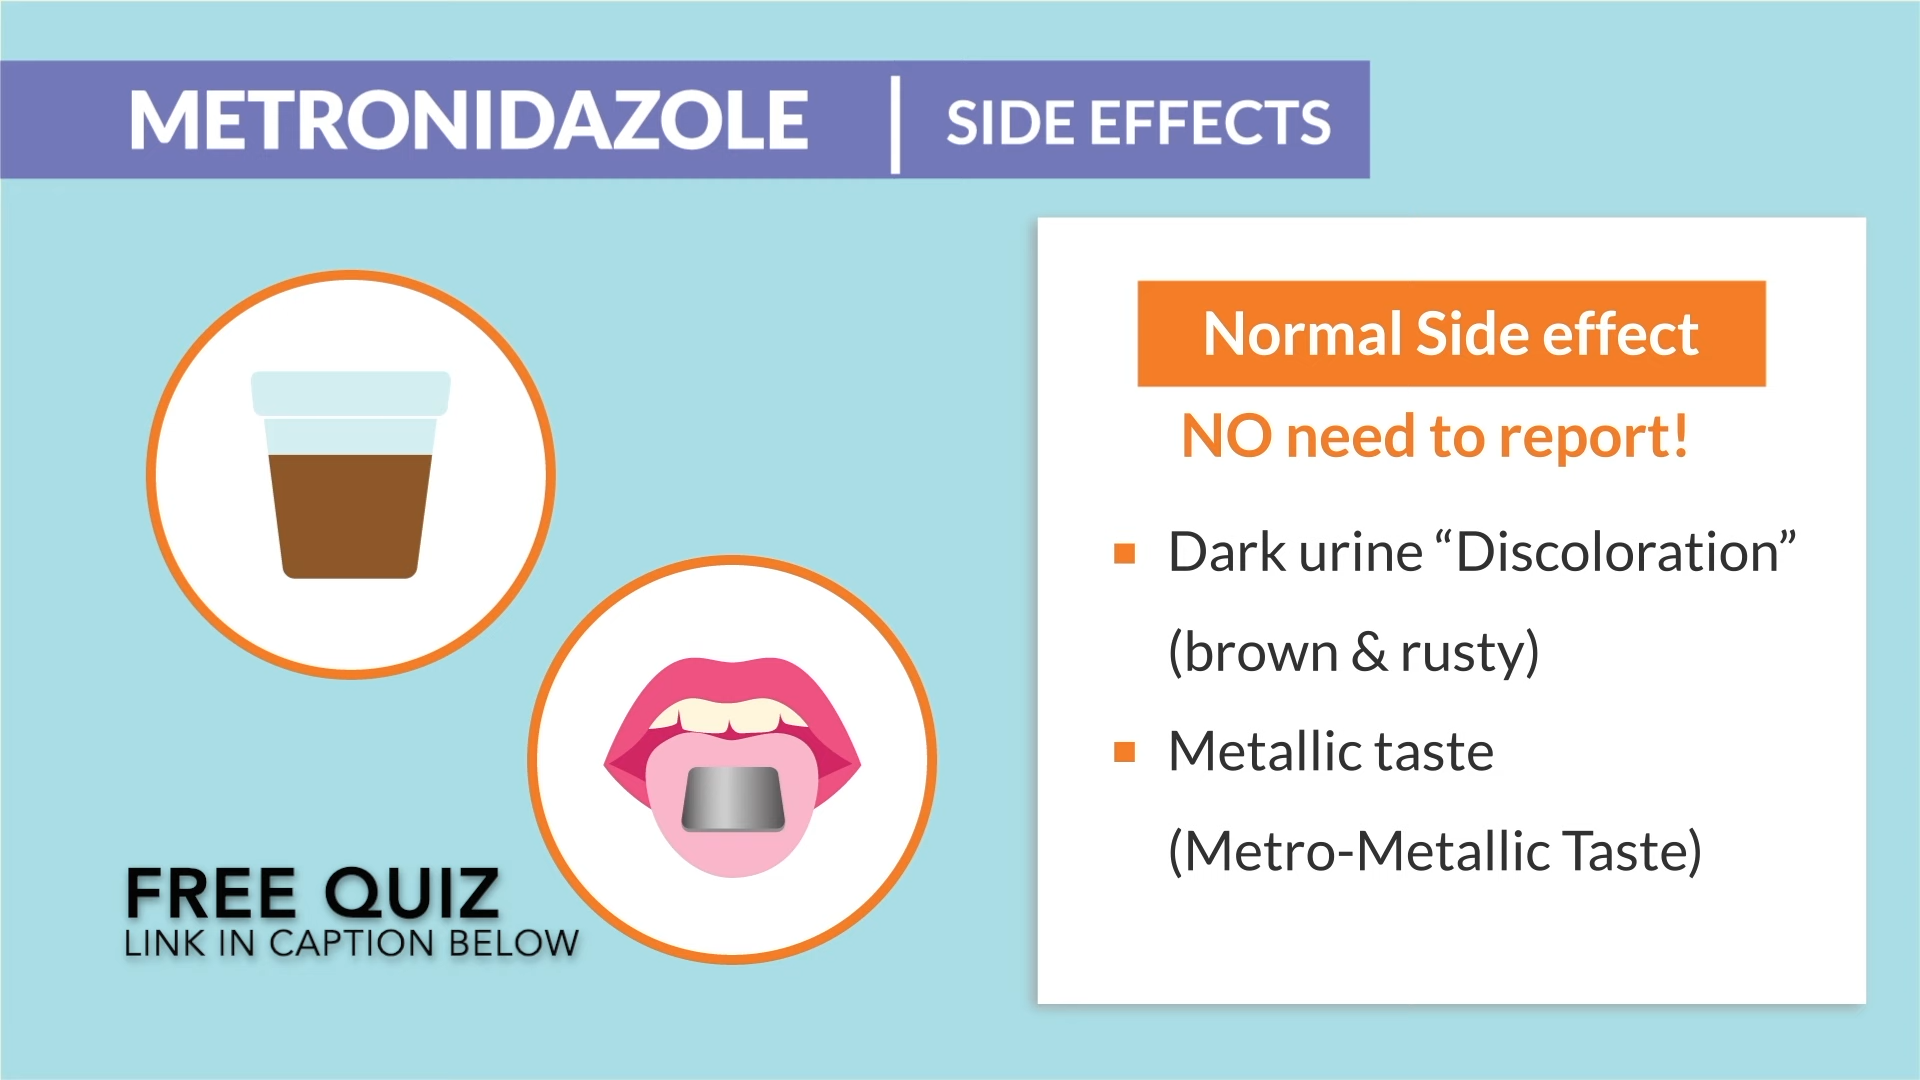 METRONIDAZOLE | SIDE EFFECTS
Normal Side effect
NO need to report!
▪ Dark urine “Discoloration”
(brown & rusty)
▪ Metallic taste
(Metro-Metallic Taste)
FREE QUIZ
LINK IN CAPTION BELOW